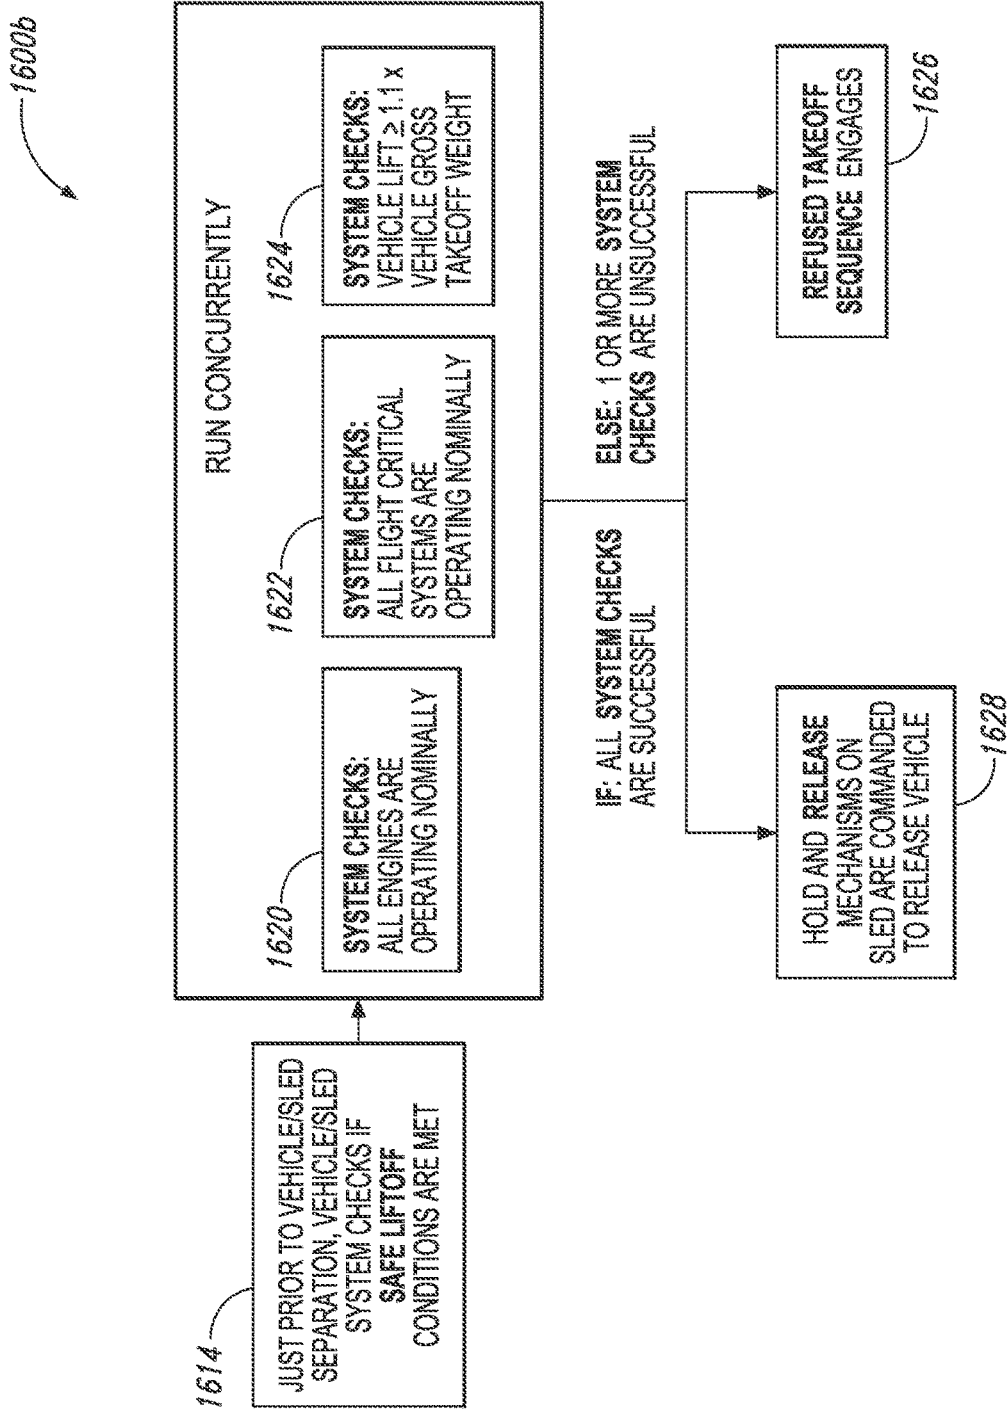 1600b
1614
JUST PRIOR TO VEHICLE/SLED
SEPARATION, VEHICLE/SLED
SYSTEM CHECKS IF
SAFE LIFTOFF
CONDITIONS ARE MET
RUN CONCURRENTLY
1620
SYSTEM CHECKS:
ALL ENGINES ARE
OPERATING NOMINALLY
1622
SYSTEM CHECKS:
ALL FLIGHT CRITICAL
SYSTEMS ARE
OPERATING NOMINALLY
1624
SYSTEM CHECKS:
VEHICLE LIFT ≥ 1.1 x
VEHICLE GROSS
TAKEOFF WEIGHT
IF: ALL SYSTEM CHECKS
ARE SUCCESSFUL
ELSE: 1 OR MORE SYSTEM
CHECKS ARE UNSUCCESSFUL
HOLD AND RELEASE
MECHANISMS ON
SLED ARE COMMANDED
TO RELEASE VEHICLE
1628
REFUSED TAKEOFF
SEQUENCE ENGAGES
1626